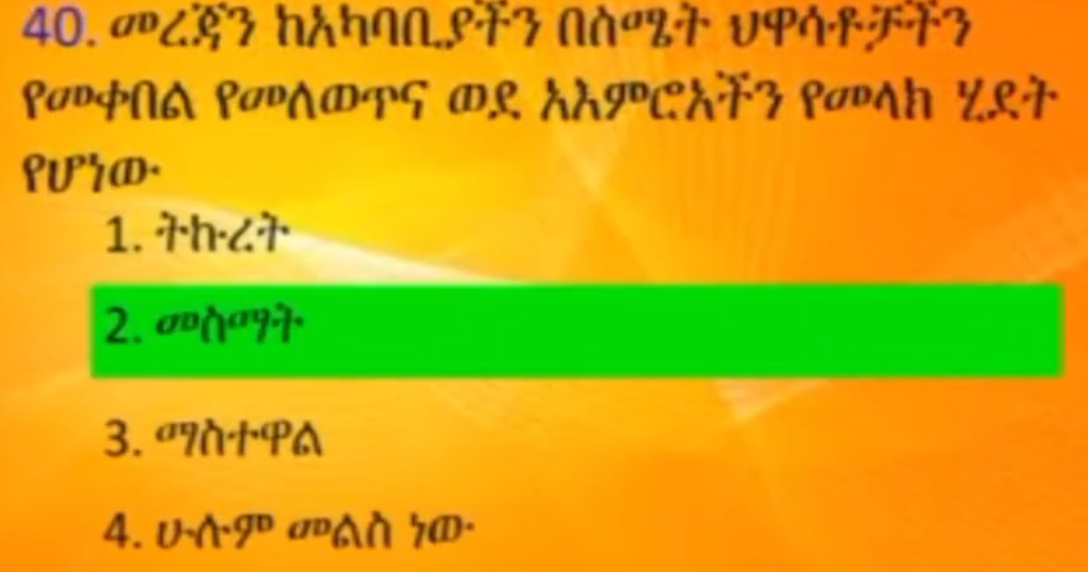 40. መረጃን ከአካባቢያችን በስሜት ህዋሳቶቻችን
የመቀበል የመለወጥና ወደ አእምሮአችን የመላክ ሂደት
የሆነው
1. ትኩረት
2. መስማት
3. ማስተዋል
4. ሁሉም መልስ ነው